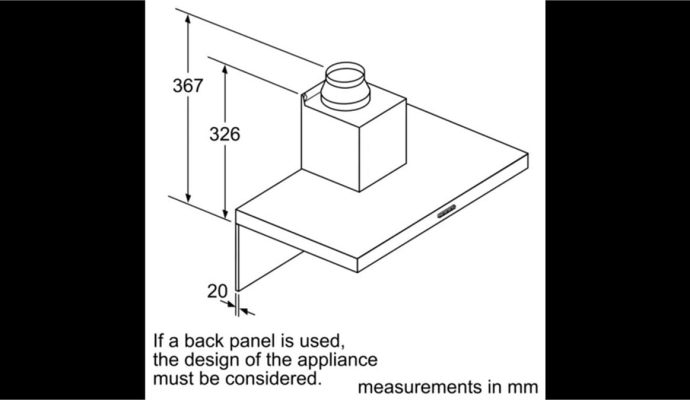 367
326
20
If a back panel is used,
the design of the appliance
must be considered.
measurements in mm